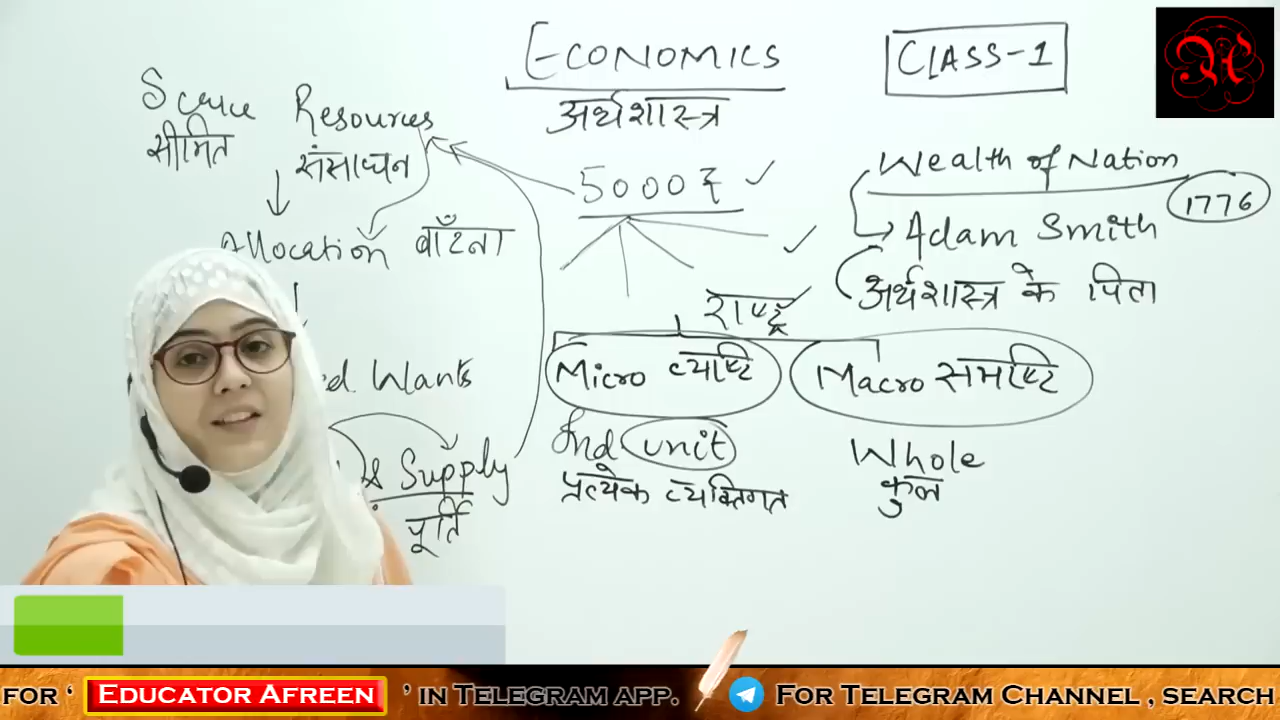 ECONOMICS
अर्थशास्त्र
CLASS-1
Scarce Resources
सीमित संसाधन
Allocation बाँटना
Wants
& Supply
पूर्ति
5000₹
राष्ट्र
Micro व्यष्टि
Ind unit
प्रत्येक व्यक्तिगत
Macro समष्टि
Whole
कुल
Wealth of Nation
1776
Adam Smith
अर्थशास्त्र के पिता
FOR ‘ EDUCATOR AFREEN ’ IN TELEGRAM APP. FOR TELEGRAM CHANNEL , SEARCH